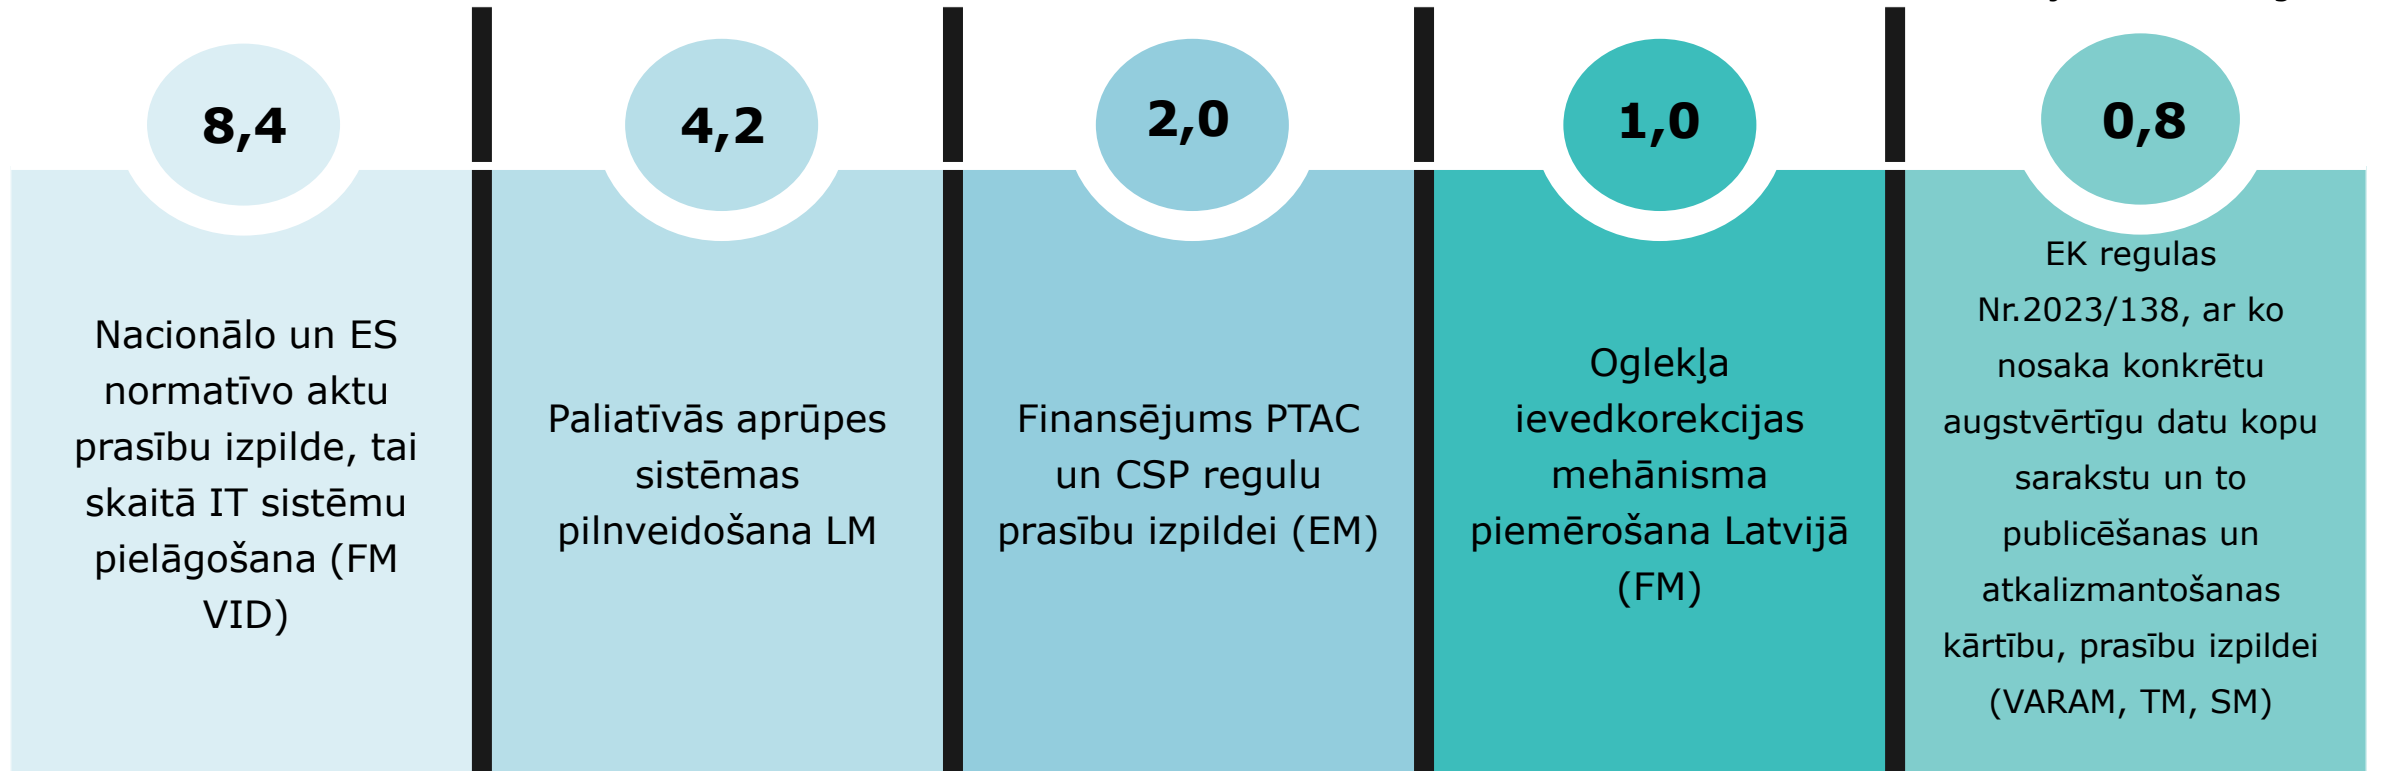 8,4
Nacionālo un ES
normatīvo aktu
prasību izpilde, tai
skaitā IT sistēmu
pielāgošana (FM
VID)
4,2
Paliatīvās aprūpes
sistēmas
pilnveidošana LM
2,0
Finansējums PTAC
un CSP regulu
prasību izpildei (EM)
1,0
Oglekļa
ievedkorekcijas
mehānisma
piemērošana Latvijā
(FM)
0,8
EK regulas
Nr.2023/138, ar ko
nosaka konkrētu
augstvērtīgu datu kopu
sarakstu un to
publicēšanas un
atkalizmantošanas
kārtību, prasību izpildei
(VARAM, TM, SM)